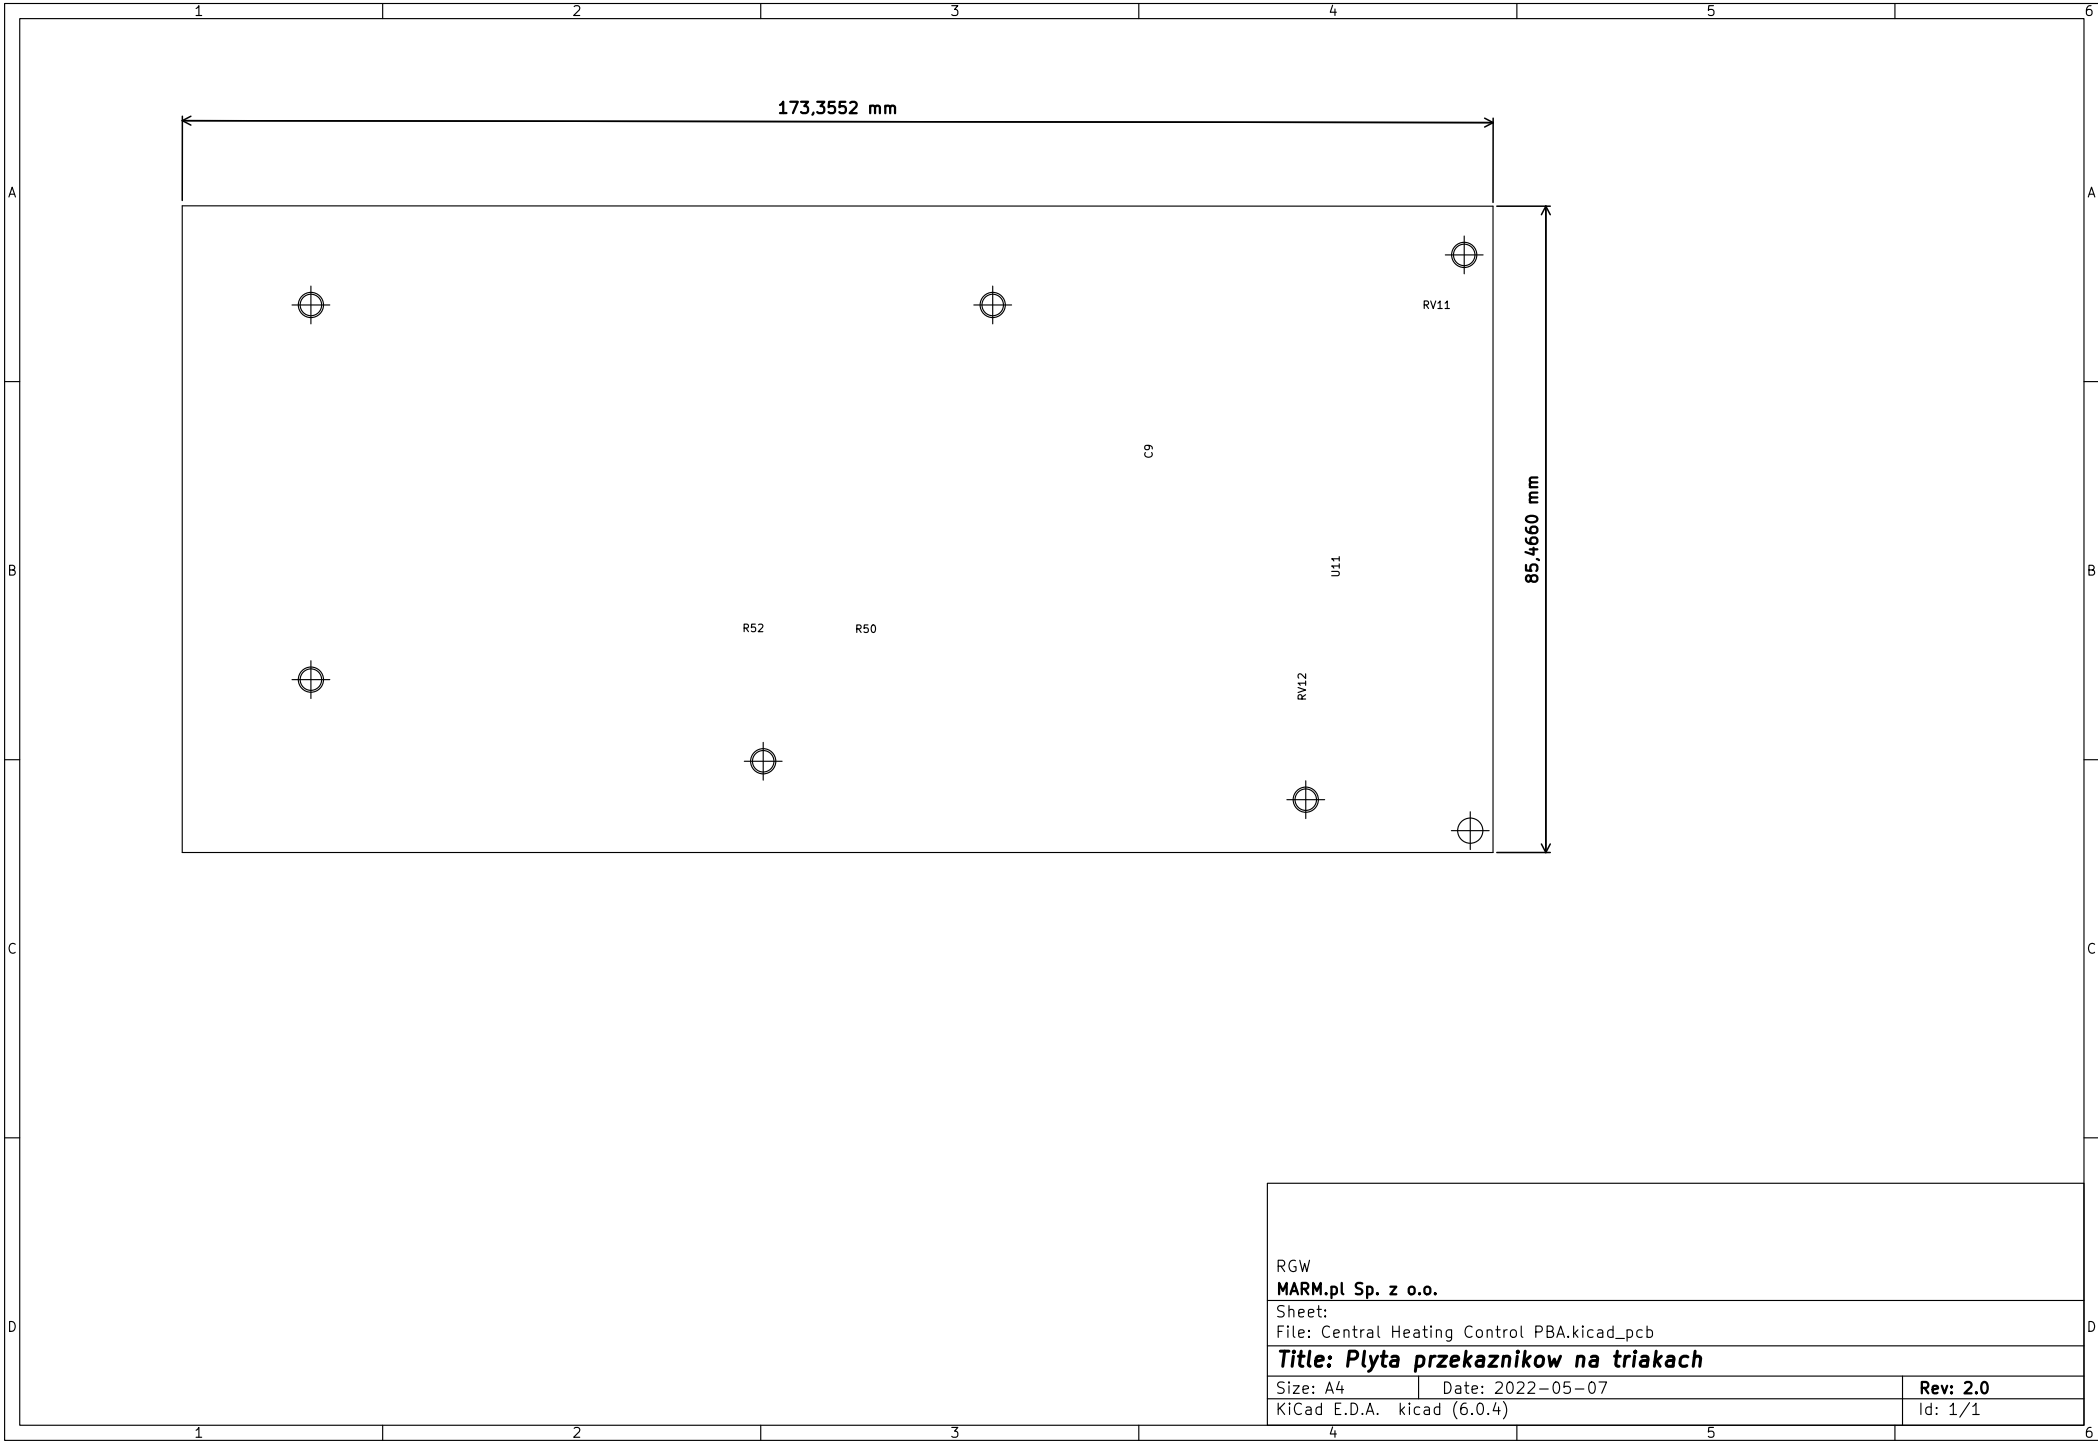 1 2 3 4 5 6
173,3552 mm
A A
RV11
C9
85,4660 mm
U11
B B
R52 R50
RV12
C C
RGW
MARM.pl Sp. z o.o.
Sheet:
D D
File: Central Heating Control PBA.kicad_pcb
Title: Plyta przekaznikow na triakach
Size: A4 Date: 2022-05-07 Rev: 2.0
KiCad E.D.A. kicad (6.0.4) Id: 1/1
1 2 3 4 5 6